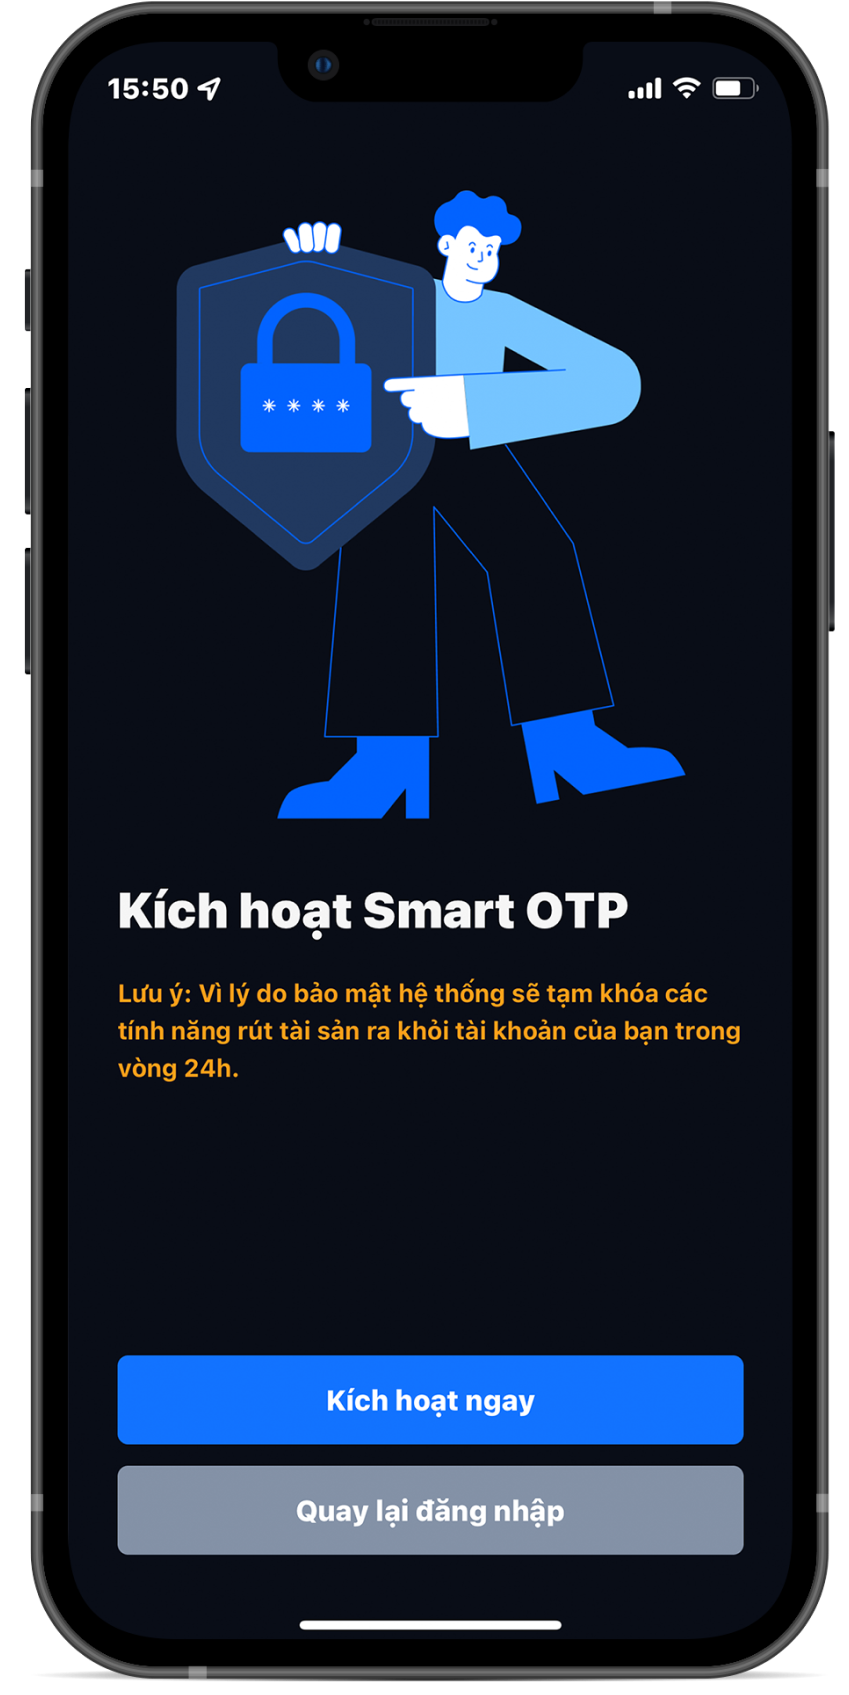 15:50
****
Kích hoạt Smart OTP
Lưu ý: Vì lý do bảo mật hệ thống sẽ tạm khóa các
tính năng rút tài sản ra khỏi tài khoản của bạn trong
vòng 24h.
Kích hoạt ngay
Quay lại đăng nhập